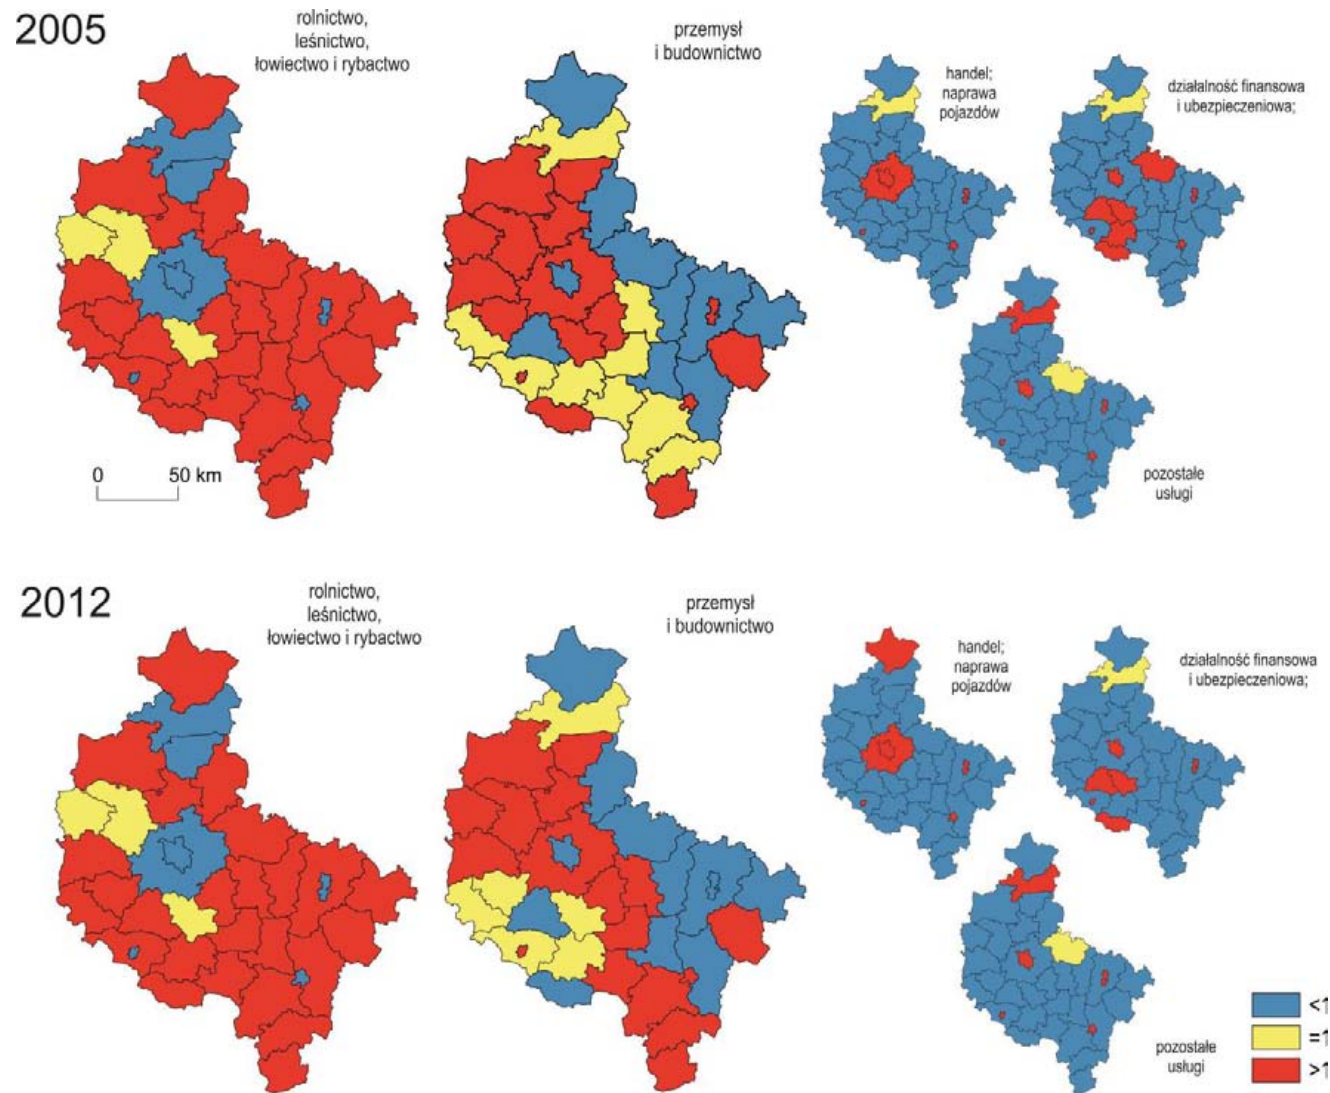 2005
rolnictwo,
leśnictwo,
łowiectwo i rybactwo
przemysł
i budownictwo
handel;
naprawa
pojazdów
działalność finansowa
i ubezpieczeniowa;
pozostałe
usługi
0 50 km
2012
rolnictwo,
leśnictwo,
łowiectwo i rybactwo
przemysł
i budownictwo
handel;
naprawa
pojazdów
działalność finansowa
i ubezpieczeniowa;
pozostałe
usługi
<1
=1
>1